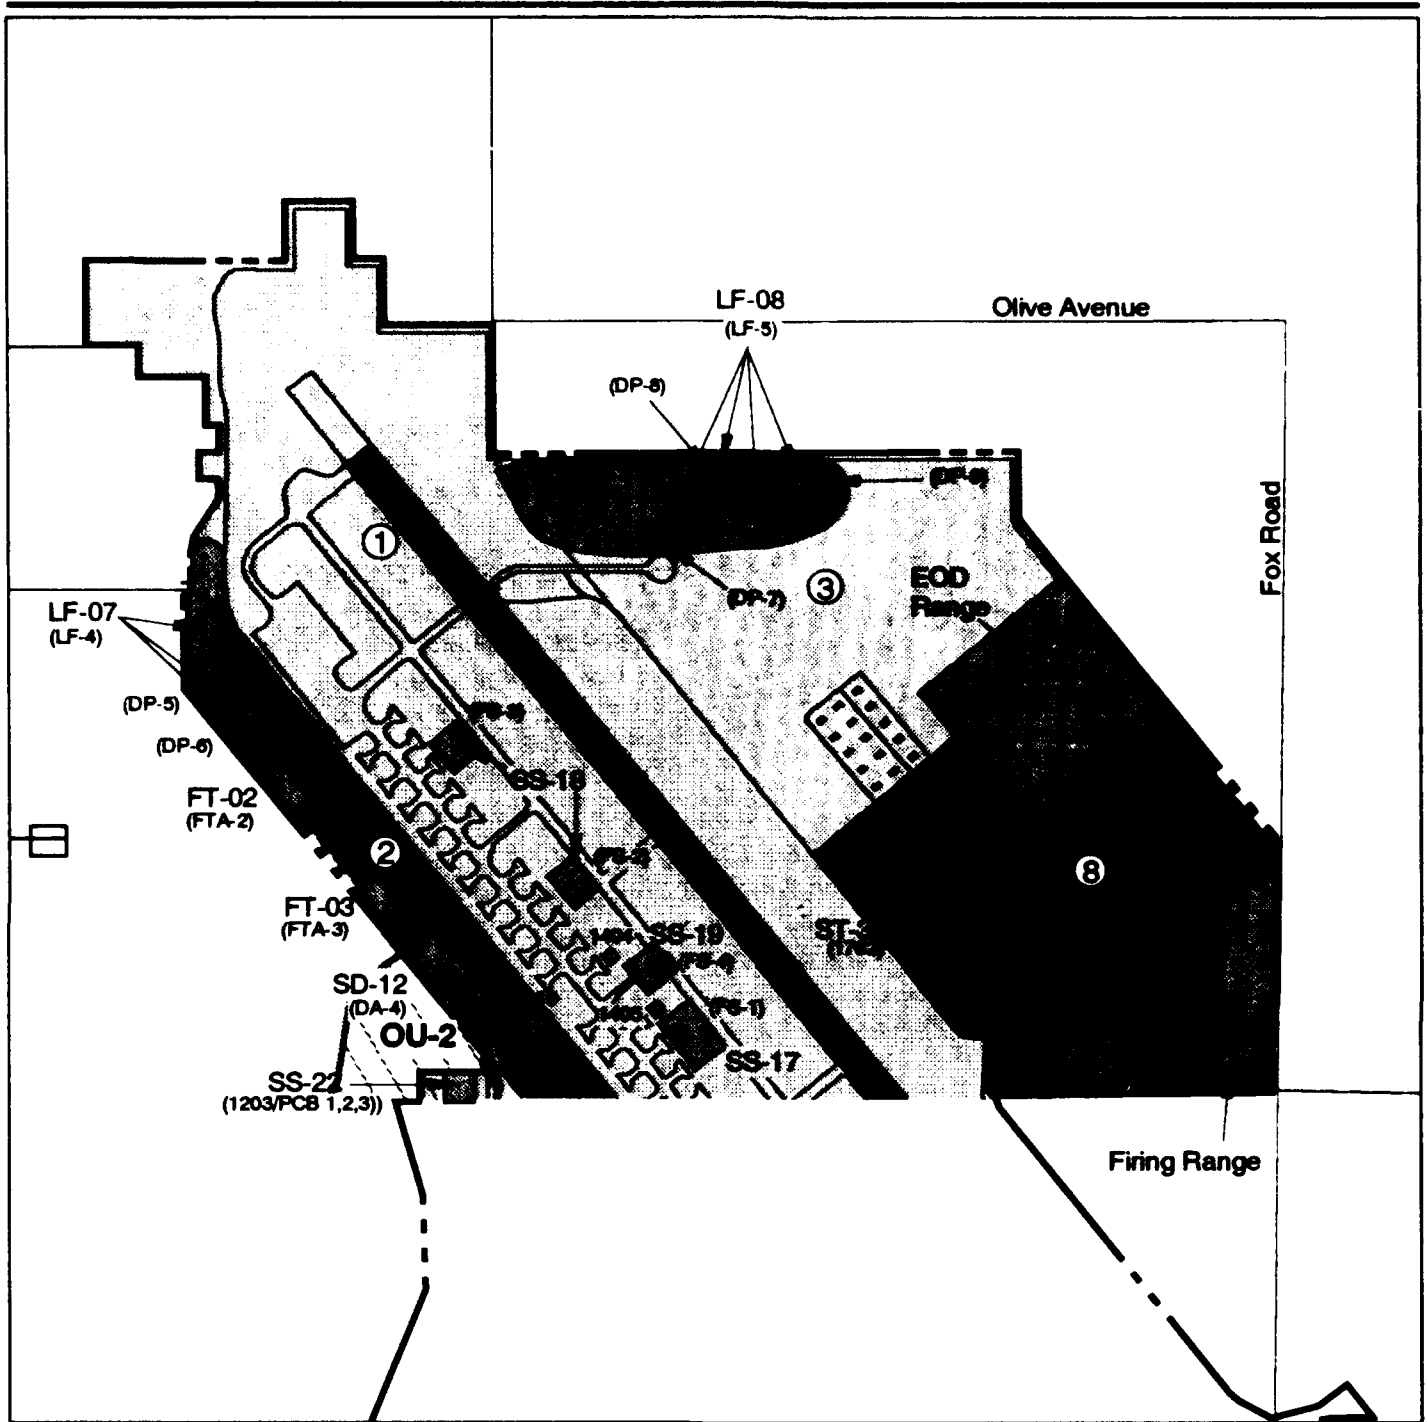 LF-08
(LF-5)
Olive Avenue
(DP-8)
Fox Road
①
③
EOD
Range
(DP-7)
LF-07
(LF-4)
(DP-5)
(DP-6)
SS-18
FT-02
(FTA-2)
②
⑧
FT-03
(FTA-3)
SS-19
SD-12
(DA-4)
OU-2
(FS-1)
SS-17
SS-22
(1203/PCB 1,2,3))
Firing Range